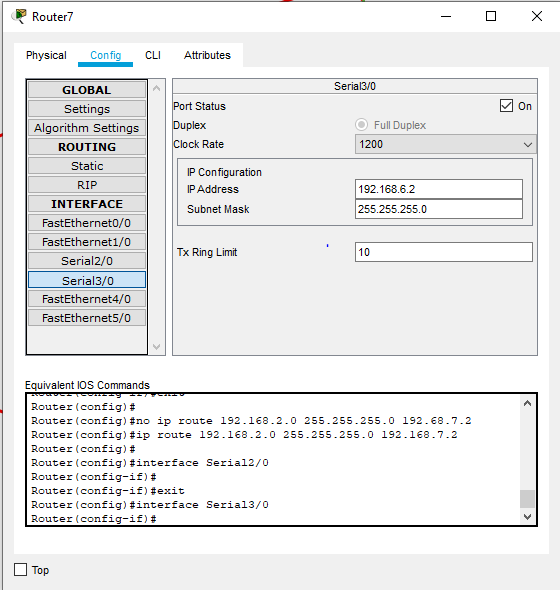 Router7
Physical Config CLI Attributes
GLOBAL
Settings
Algorithm Settings
ROUTING
Static
RIP
INTERFACE
FastEthernet0/0
FastEthernet1/0
Serial2/0
Serial3/0
FastEthernet4/0
FastEthernet5/0
Serial3/0
Port Status On
Duplex Full Duplex
Clock Rate 1200
IP Configuration
IP Address 192.168.6.2
Subnet Mask 255.255.255.0
Tx Ring Limit 10
Equivalent IOS Commands
Router(config-if)#exit
Router(config)#
Router(config)#no ip route 192.168.2.0 255.255.255.0 192.68.7.2
Router(config)#ip route 192.168.2.0 255.255.255.0 192.168.7.2
Router(config)#
Router(config)#interface Serial2/0
Router(config-if)#
Router(config-if)#exit
Router(config)#interface Serial3/0
Router(config-if)#
Top